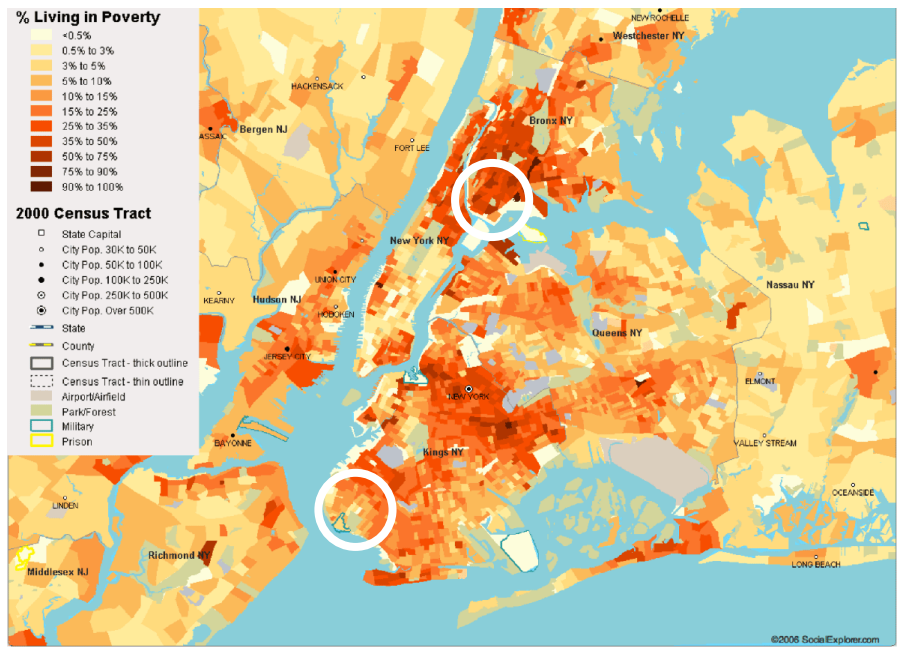 % Living in Poverty
<0.5%
0.5% to 3%
3% to 5%
5% to 10%
10% to 15%
15% to 25%
25% to 35%
35% to 50%
50% to 75%
75% to 90%
90% to 100%
2000 Census Tract
State Capital
City Pop. 30K to 50K
City Pop. 50K to 100K
City Pop. 100K to 250K
City Pop. 250K to 500K
City Pop. Over 500K
State
County
Census Tract - thick outline
Census Tract - thin outline
Airport/Airfield
Park/Forest
Military
Prison
NEW ROCHELLE
Westchester NY
HACKENSACK
Bronx NY
ASSAIC
Bergen NJ
FORT LEE
New York NY
UNION CITY
Nassau NY
KEARNY
Hudson NJ
HOBOKEN
Queens NY
JERSEY CITY
ELMONT
NEW YORK
BAYONNE
VALLEY STREAM
Kings NY
OCEANSIDE
LINDEN
Richmond NY
LONG BEACH
Middlesex NJ
©2006 SocialExplorer.com